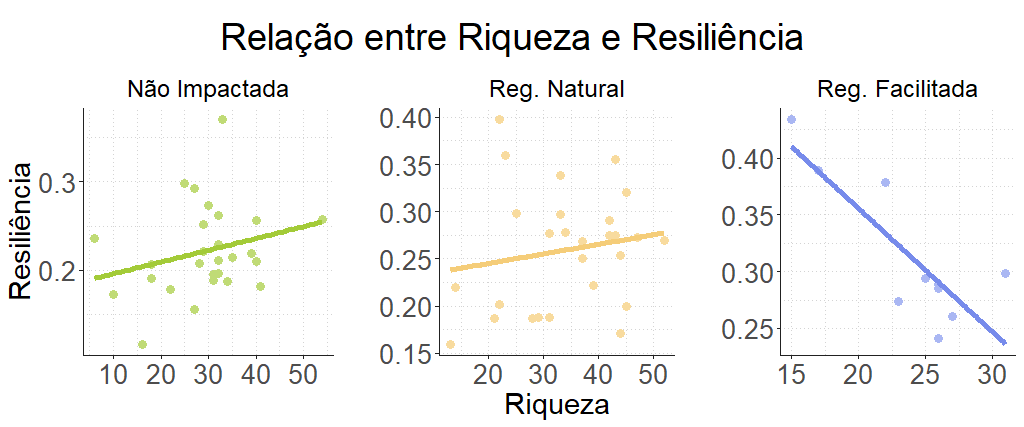 Relação entre Riqueza e Resiliência
Não Impactada
Reg. Natural
Reg. Facilitada
Resiliência
0.3
0.2
10 20 30 40 50
0.40
0.35
0.30
0.25
0.20
0.15
20 30 40 50
0.40
0.35
0.30
0.25
15 20 25 30
Riqueza